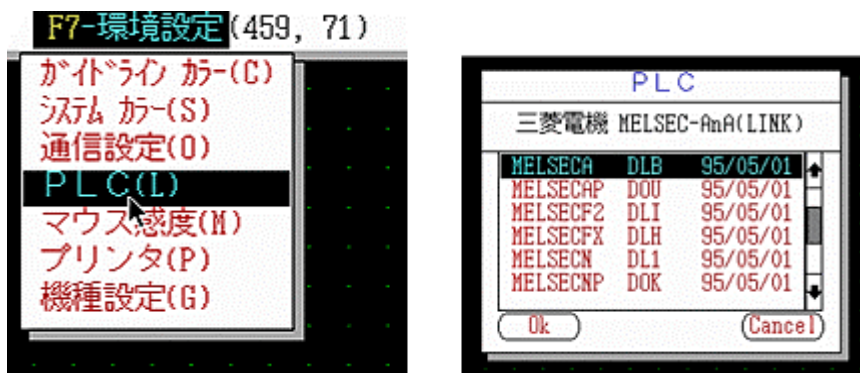 F7-環境設定(459, 71)
ガイドライン カラー(C)
システム カラー(S)
通信設定(O)
PLC(L)
マウス感度(M)
プリンタ(P)
機種設定(G)
PLC
三菱電機 MELSEC-AnA(LINK)
MELSECA DLB 95/05/01
MELSECAP DOU 95/05/01
MELSECF2 DLI 95/05/01
MELSECFX DLH 95/05/01
MELSECN DL1 95/05/01
MELSECNP DOK 95/05/01
Ok Cancel